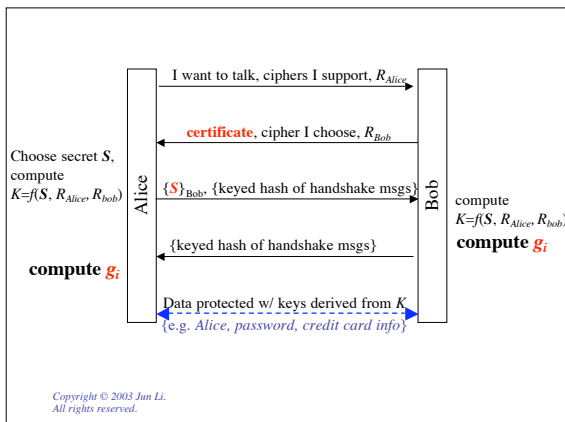 I want to talk, ciphers I support, R_Alice
certificate, cipher I choose, R_Bob
Choose secret S,
compute
K=f(S, R_Alice, R_bob)
Alice
{S}_Bob, {keyed hash of handshake msgs}
Bob
compute
K=f(S, R_Alice, R_bob)
compute g_i
{keyed hash of handshake msgs}
compute g_i
Data protected w/ keys derived from K
{e.g. Alice, password, credit card info}
Copyright © 2003 Jun Li.
All rights reserved.